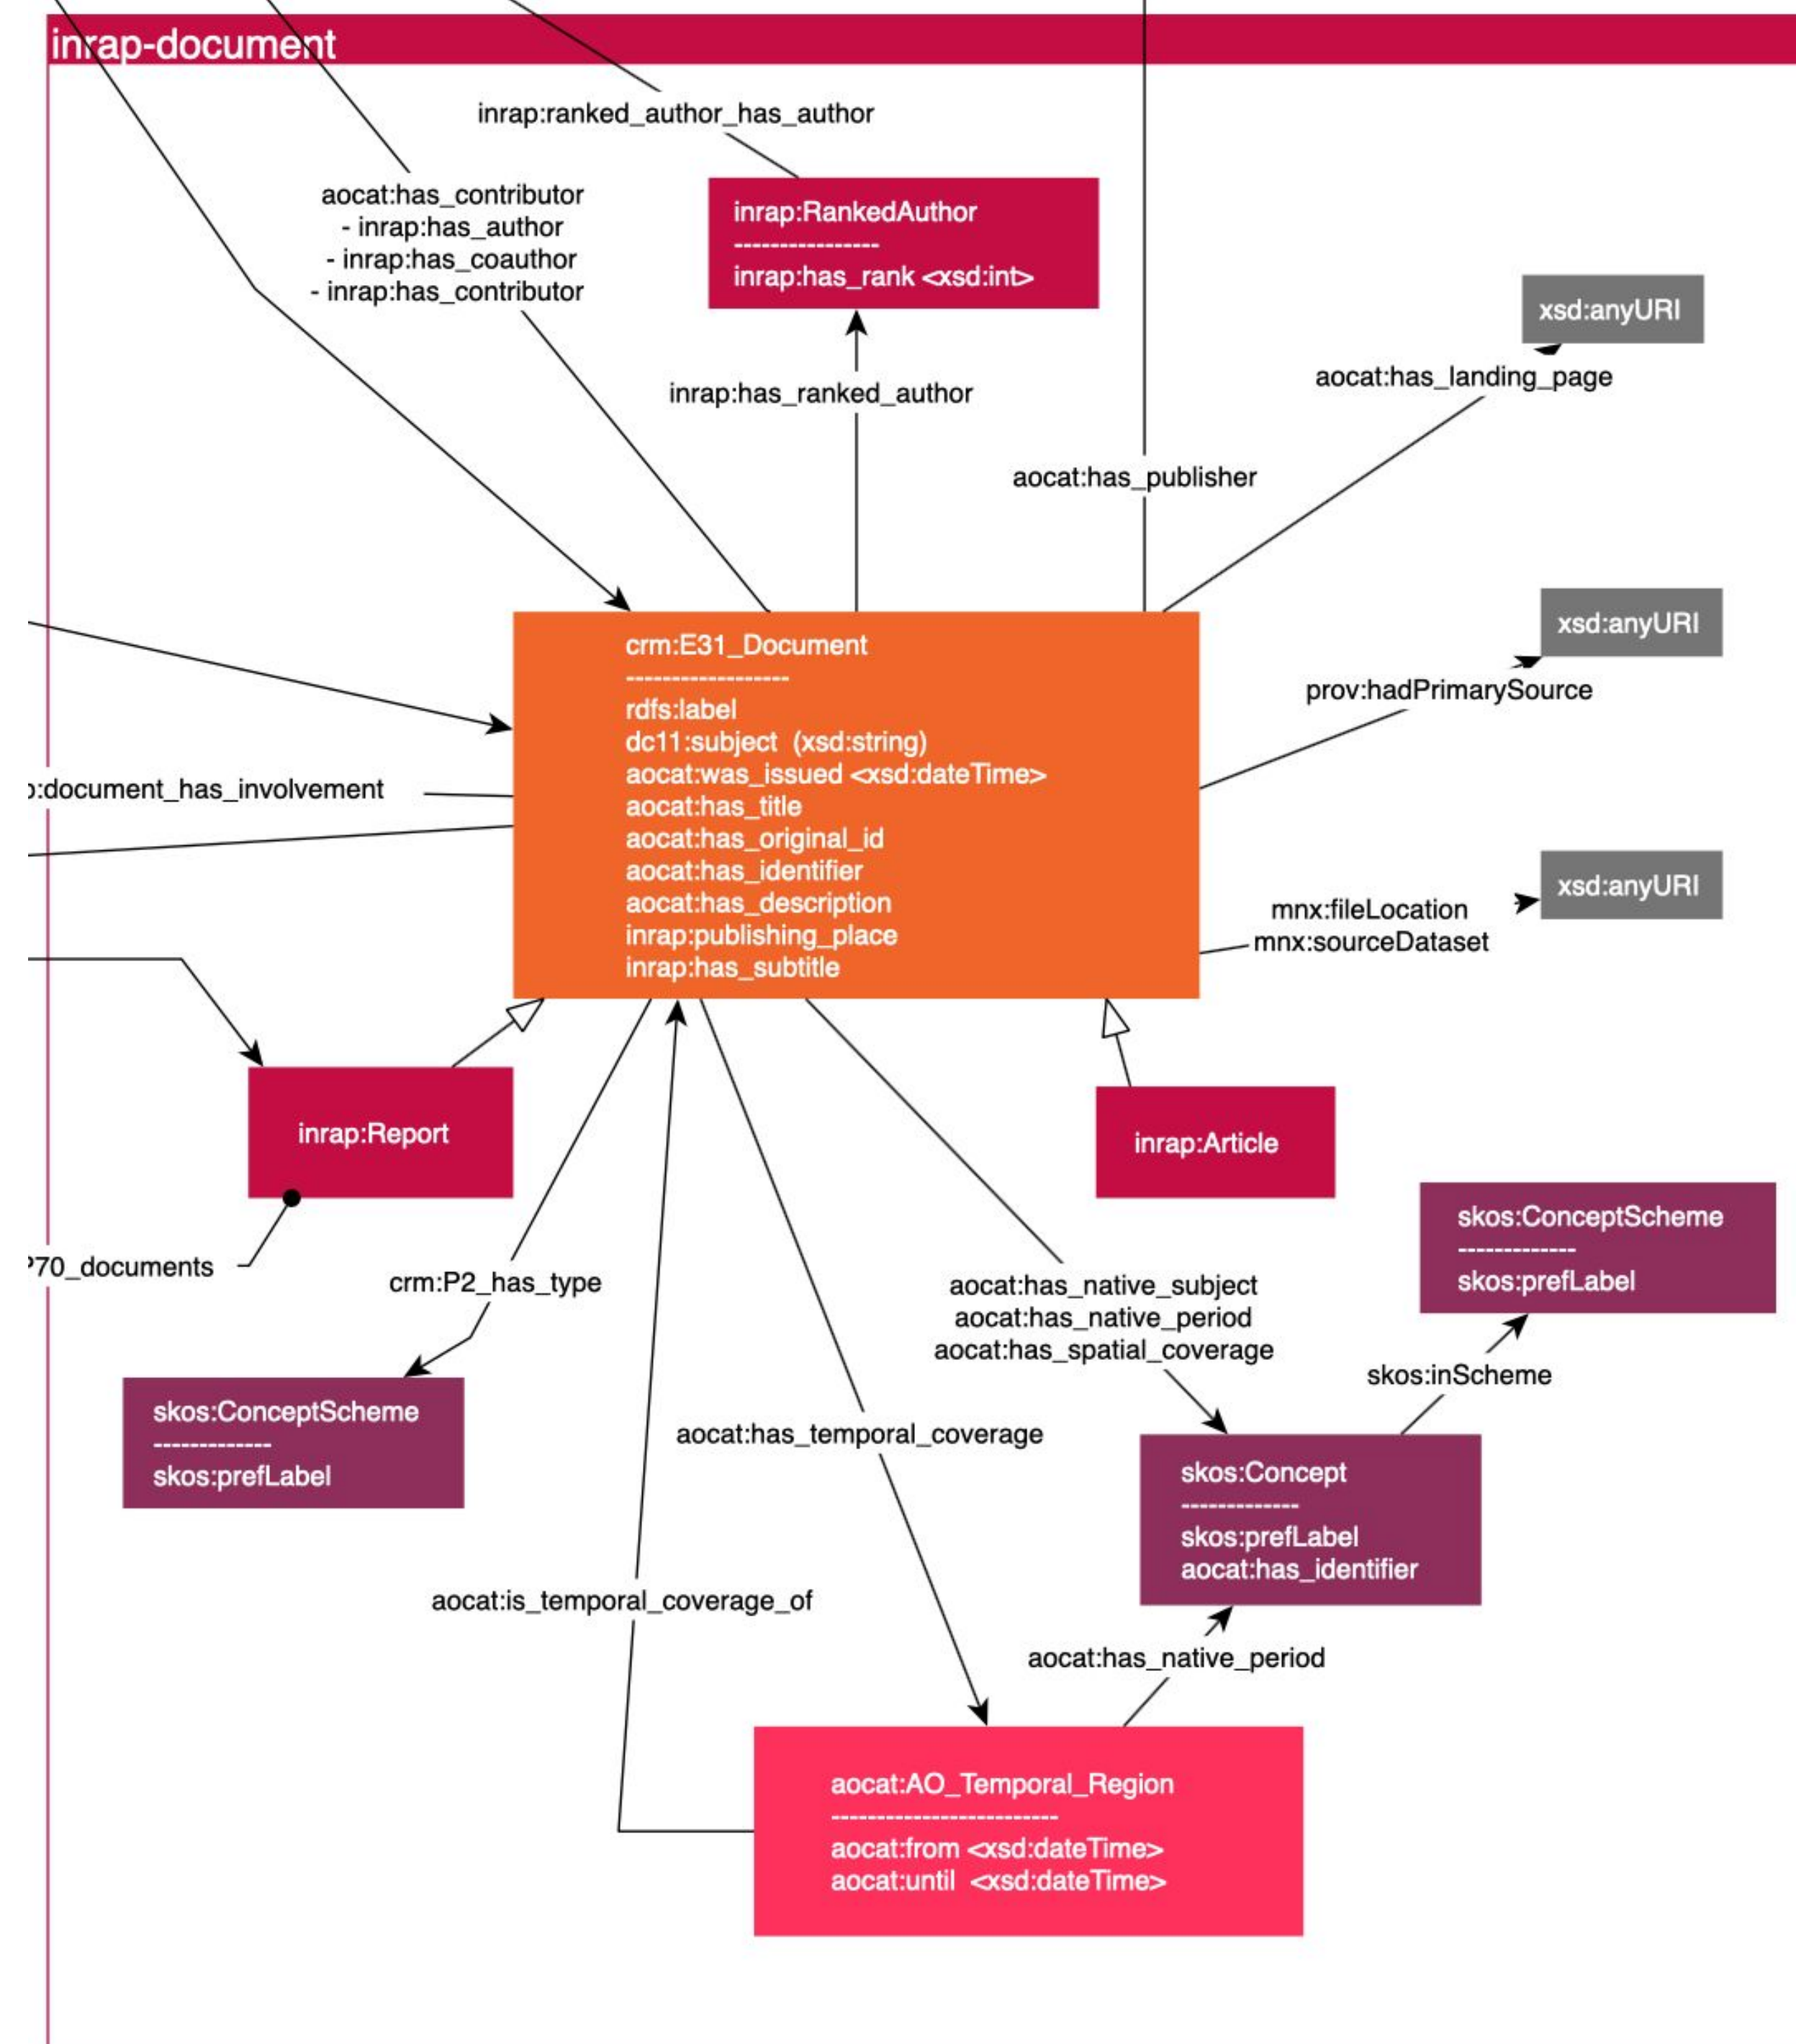 inrap-document
inrap:ranked_author_has_author
aocat:has_contributor
- inrap:has_author
- inrap:has_coauthor
- inrap:has_contributor
inrap:RankedAuthor
----------------
inrap:has_rank <xsd:int>
xsd:anyURI
aocat:has_landing_page
inrap:has_ranked_author
aocat:has_publisher
crm:E31_Document
------------------
rdfs:label
dc11:subject (xsd:string)
aocat:was_issued <xsd:dateTime>
aocat:has_title
aocat:has_original_id
aocat:has_identifier
aocat:has_description
inrap:publishing_place
inrap:has_subtitle
xsd:anyURI
prov:hadPrimarySource
:document_has_involvement
xsd:anyURI
mnx:fileLocation
mnx:sourceDataset
inrap:Report
inrap:Article
70_documents
crm:P2_has_type
skos:ConceptScheme
-------------
skos:prefLabel
aocat:has_native_subject
aocat:has_native_period
aocat:has_spatial_coverage
skos:inScheme
skos:ConceptScheme
-------------
skos:prefLabel
aocat:has_temporal_coverage
skos:Concept
-------------
skos:prefLabel
aocat:has_identifier
aocat:is_temporal_coverage_of
aocat:has_native_period
aocat:AO_Temporal_Region
-------------------------
aocat:from <xsd:dateTime>
aocat:until <xsd:dateTime>